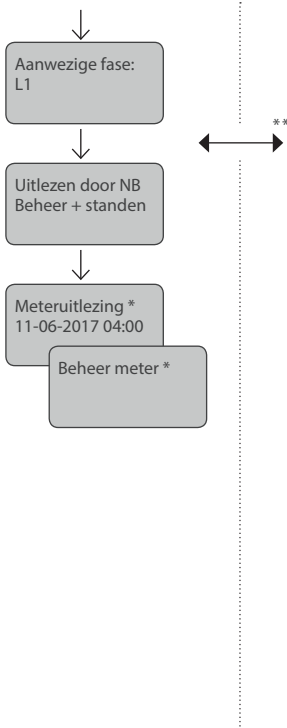 Aanwezige fase:
L1
**
Uitlezen door NB
Beheer + standen
Meteruitlezing *
11-06-2017 04:00
Beheer meter *